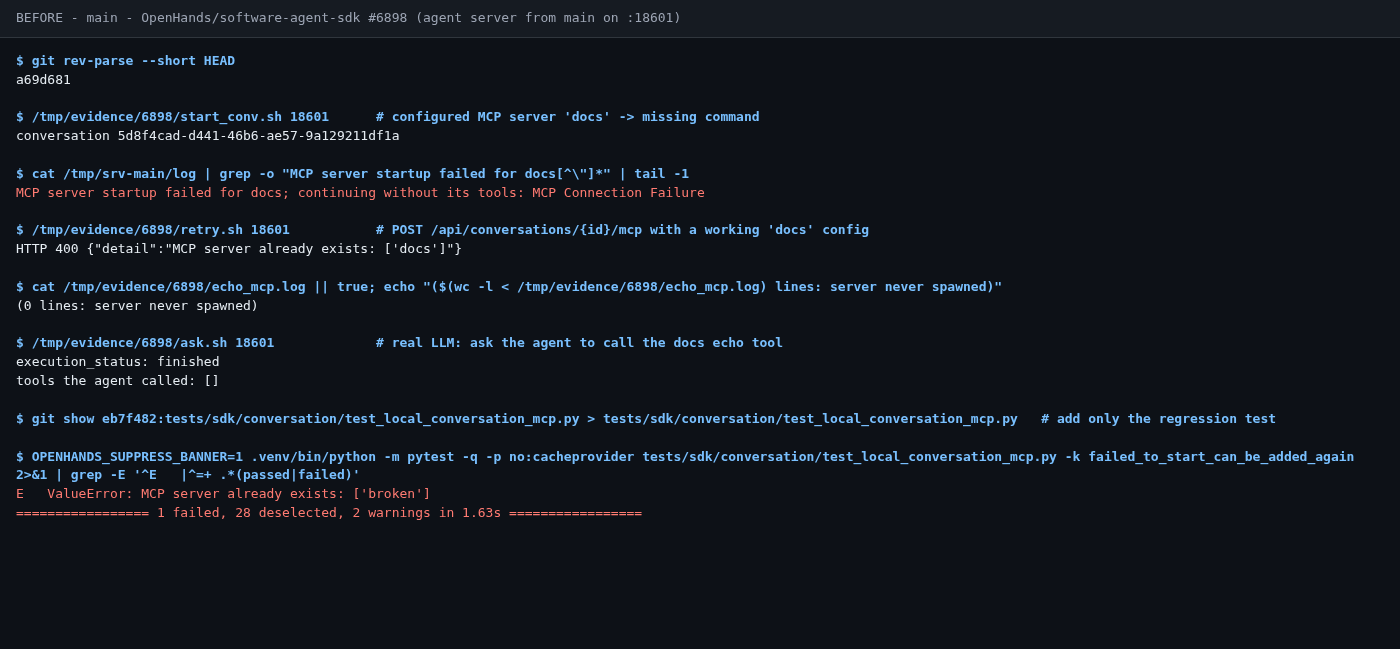 BEFORE - main - OpenHands/software-agent-sdk #6898 (agent server from main on :18601)
$ git rev-parse --short HEAD
a69d681
$ /tmp/evidence/6898/start_conv.sh 18601      # configured MCP server 'docs' -> missing command
conversation 5d8f4cad-d441-46b6-ae57-9a129211df1a
$ cat /tmp/srv-main/log | grep -o "MCP server startup failed for docs[^\"]*" | tail -1
MCP server startup failed for docs; continuing without its tools: MCP Connection Failure
$ /tmp/evidence/6898/retry.sh 18601           # POST /api/conversations/{id}/mcp with a working 'docs' config
HTTP 400 {"detail":"MCP server already exists: ['docs']"}
$ cat /tmp/evidence/6898/echo_mcp.log || true; echo "($(wc -l < /tmp/evidence/6898/echo_mcp.log) lines: server never spawned)"
(0 lines: server never spawned)
$ /tmp/evidence/6898/ask.sh 18601             # real LLM: ask the agent to call the docs echo tool
execution_status: finished
tools the agent called: []
$ git show eb7f482:tests/sdk/conversation/test_local_conversation_mcp.py > tests/sdk/conversation/test_local_conversation_mcp.py   # add only the regression test
$ OPENHANDS_SUPPRESS_BANNER=1 .venv/bin/python -m pytest -q -p no:cacheprovider tests/sdk/conversation/test_local_conversation_mcp.py -k failed_to_start_can_be_added_again
2>&1 | grep -E '^E   |^=+ .*(passed|failed)'
E   ValueError: MCP server already exists: ['broken']
================= 1 failed, 28 deselected, 2 warnings in 1.63s =================